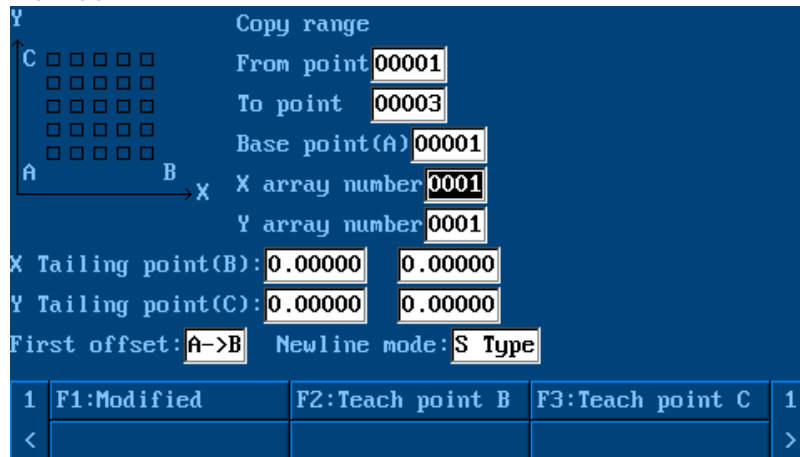 Y
Copy range
C
From point 00001
To point 00003
Base point(A) 00001
A B X
X array number 0001
Y array number 0001
X Tailing point(B): 0.00000 0.00000
Y Tailing point(C): 0.00000 0.00000
First offset: A->B Newline mode: S Type
1 F1:Modified F2:Teach point B F3:Teach point C 1
< >